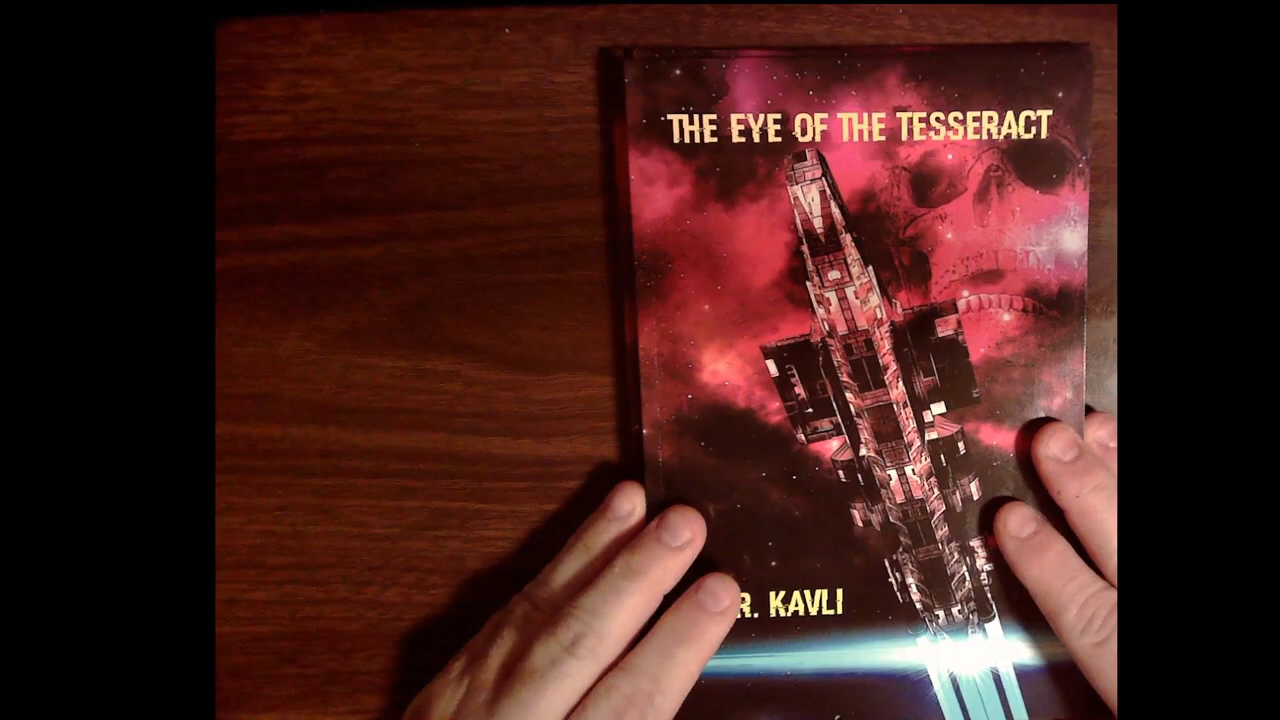 THE EYE OF THE TESSERACT
R. KAVLI